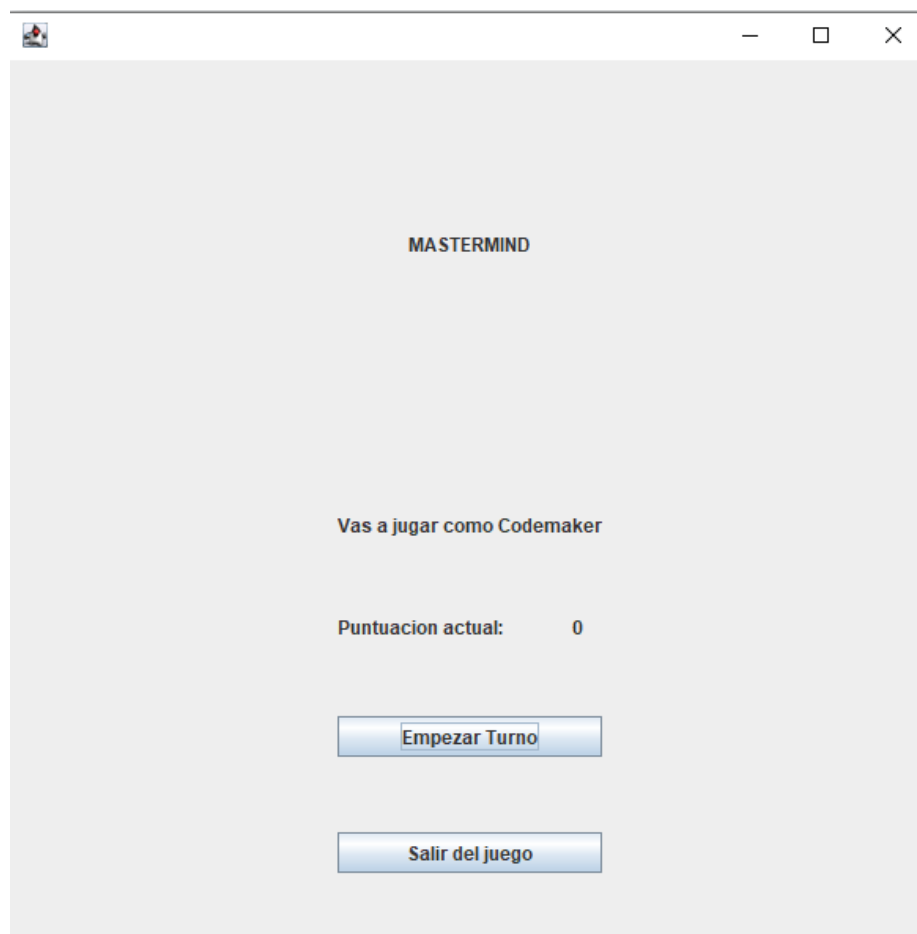 MASTERMIND
Vas a jugar como Codemaker
Puntuacion actual: 0
Empezar Turno
Salir del juego